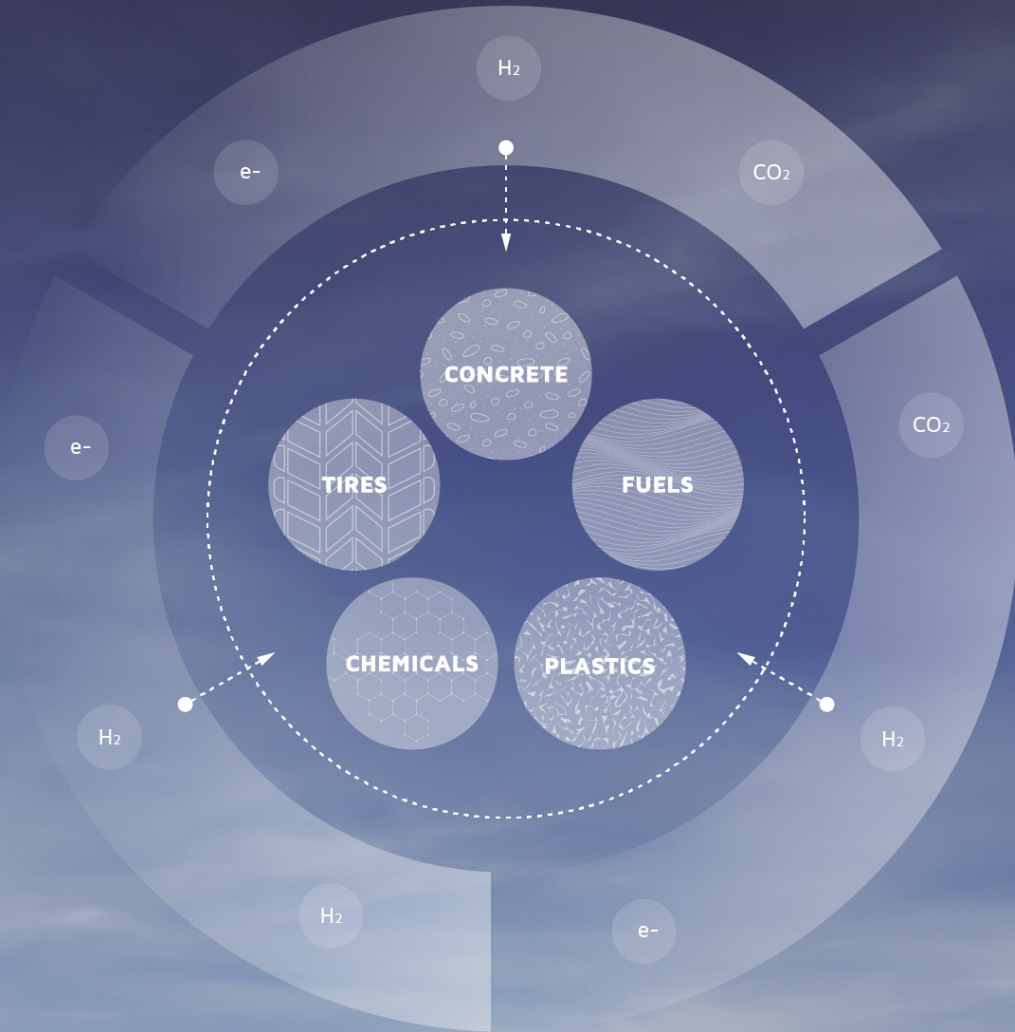 H₂
e-
CO₂
CONCRETE
CO₂
e-
TIRES
FUELS
CHEMICALS
PLASTICS
H₂
H₂
H₂
e-